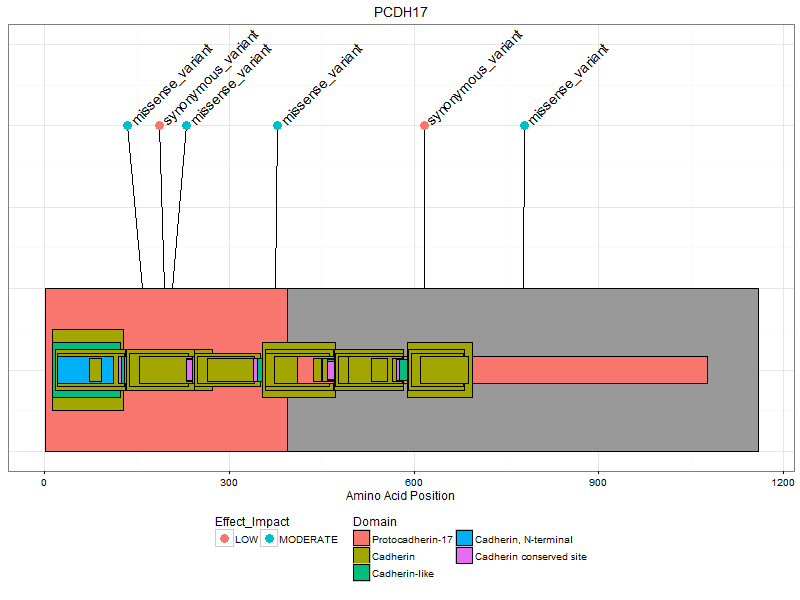 PCDH17
missense_variant
synonymous_variant
missense_variant
missense_variant
synonymous_variant
missense_variant
0 300 600 900 1200
Amino Acid Position
Effect_Impact
LOW MODERATE
Domain
Protocadherin-17 Cadherin, N-terminal
Cadherin Cadherin conserved site
Cadherin-like